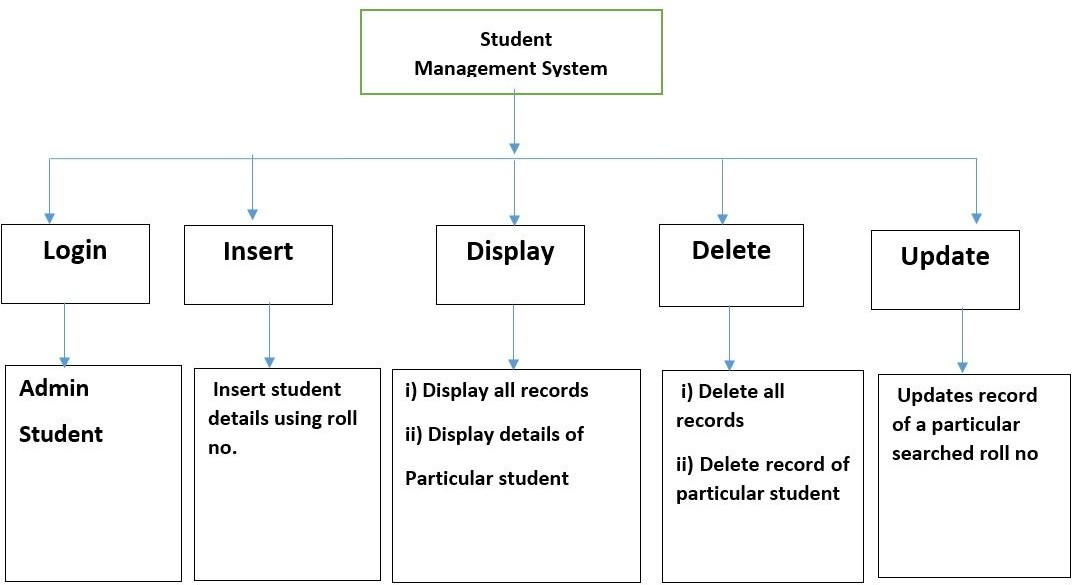 Student
Management System
Login
Insert
Display
Delete
Update
Admin
Student
Insert student
details using roll
no.
i) Display all records
ii) Display details of
Particular student
i) Delete all
records
ii) Delete record of
particular student
Updates record
of a particular
searched roll no